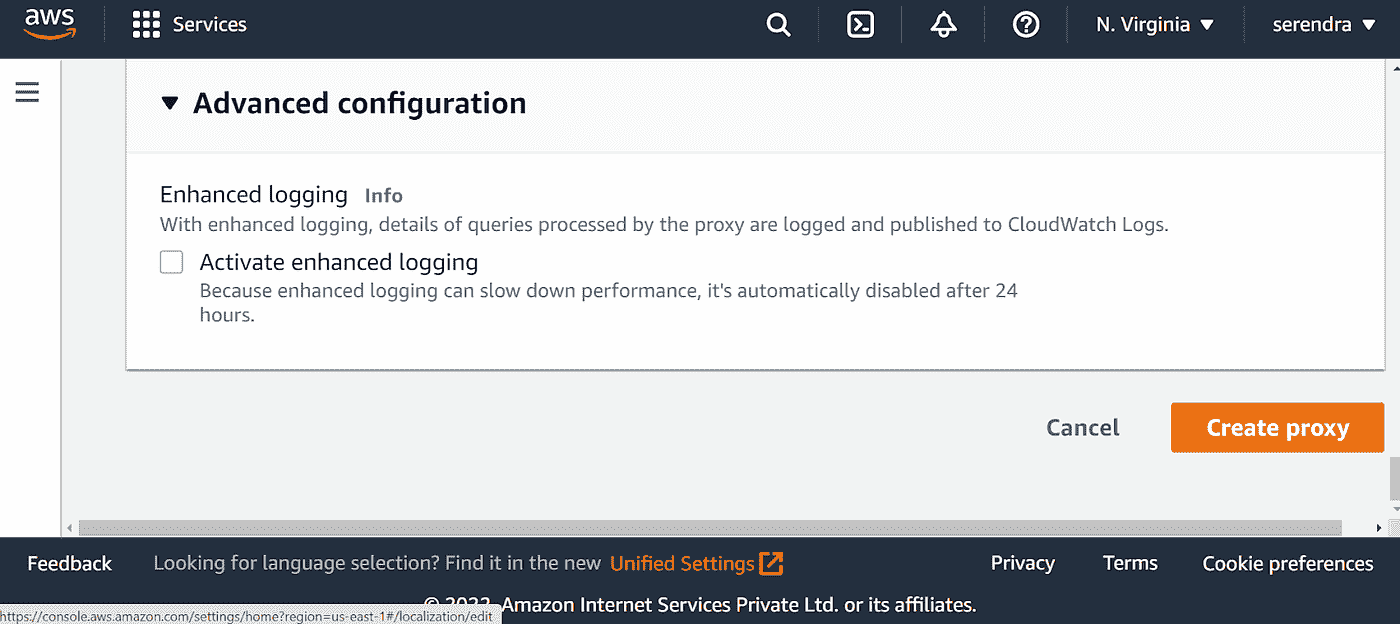 aws
Services
N. Virginia
serendra
Advanced configuration
Enhanced logging Info
With enhanced logging, details of queries processed by the proxy are logged and published to CloudWatch Logs.
Activate enhanced logging
Because enhanced logging can slow down performance, it's automatically disabled after 24
hours.
Cancel
Create proxy
Feedback
Looking for language selection? Find it in the new Unified Settings
Privacy
Terms
Cookie preferences
© 2022, Amazon Internet Services Private Ltd. or its affiliates.
https://console.aws.amazon.com/settings/home?region=us-east-1#/localization/edit